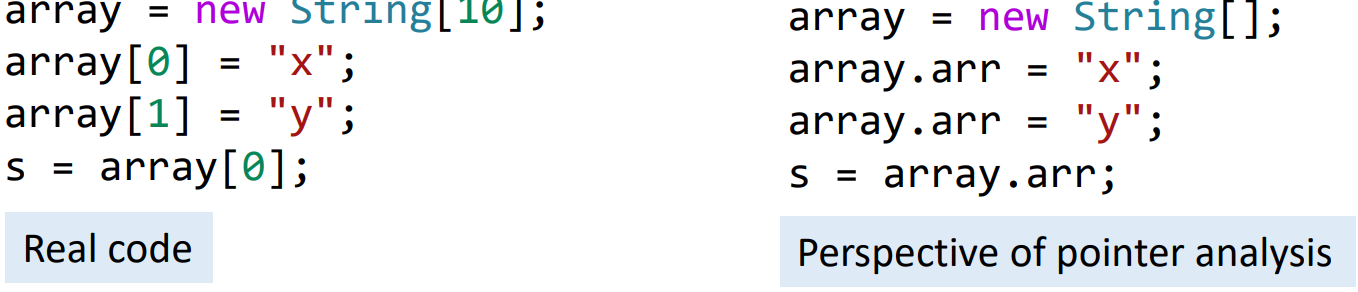 array = new String[10];
array[0] = "x";
array[1] = "y";
s = array[0];
Real code
array = new String[];
array.arr = "x";
array.arr = "y";
s = array.arr;
Perspective of pointer analysis